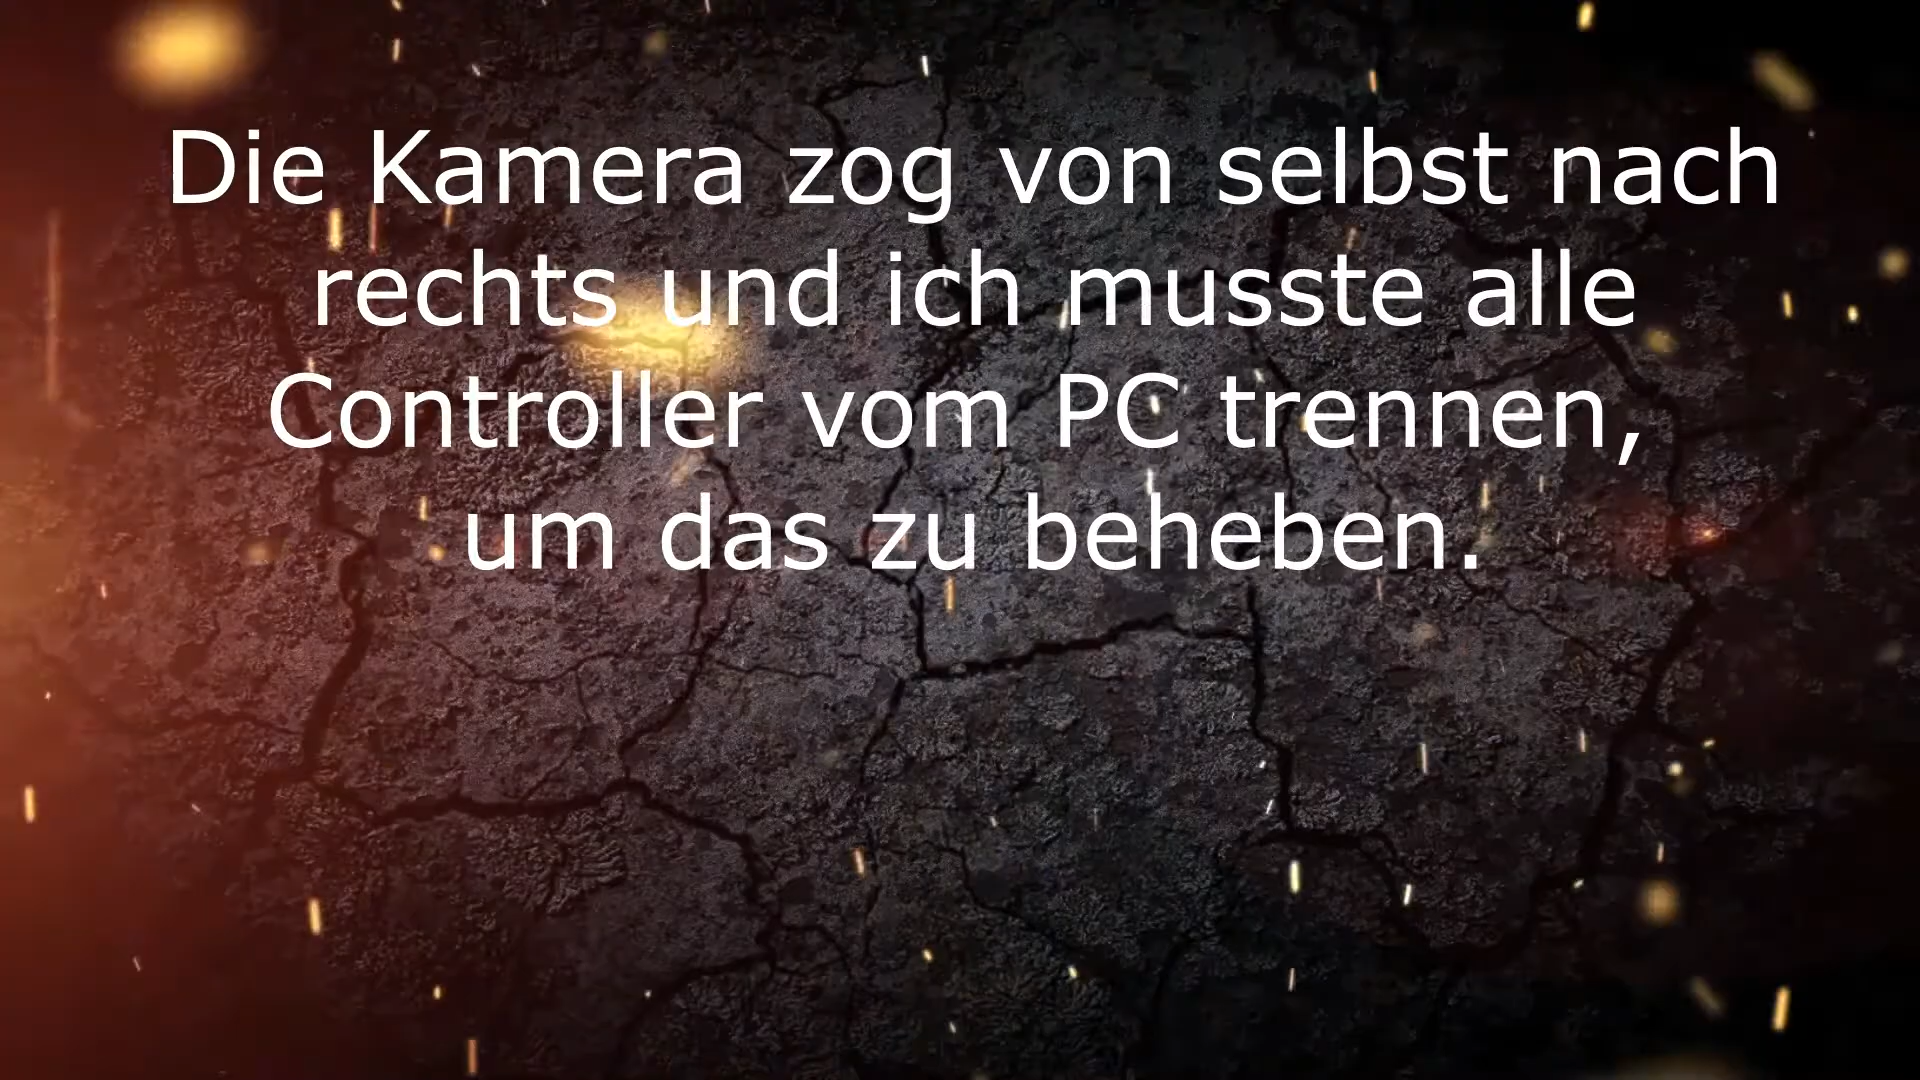 Die Kamera zog von selbst nach
rechts und ich musste alle
Controller vom PC trennen,
um das zu beheben.